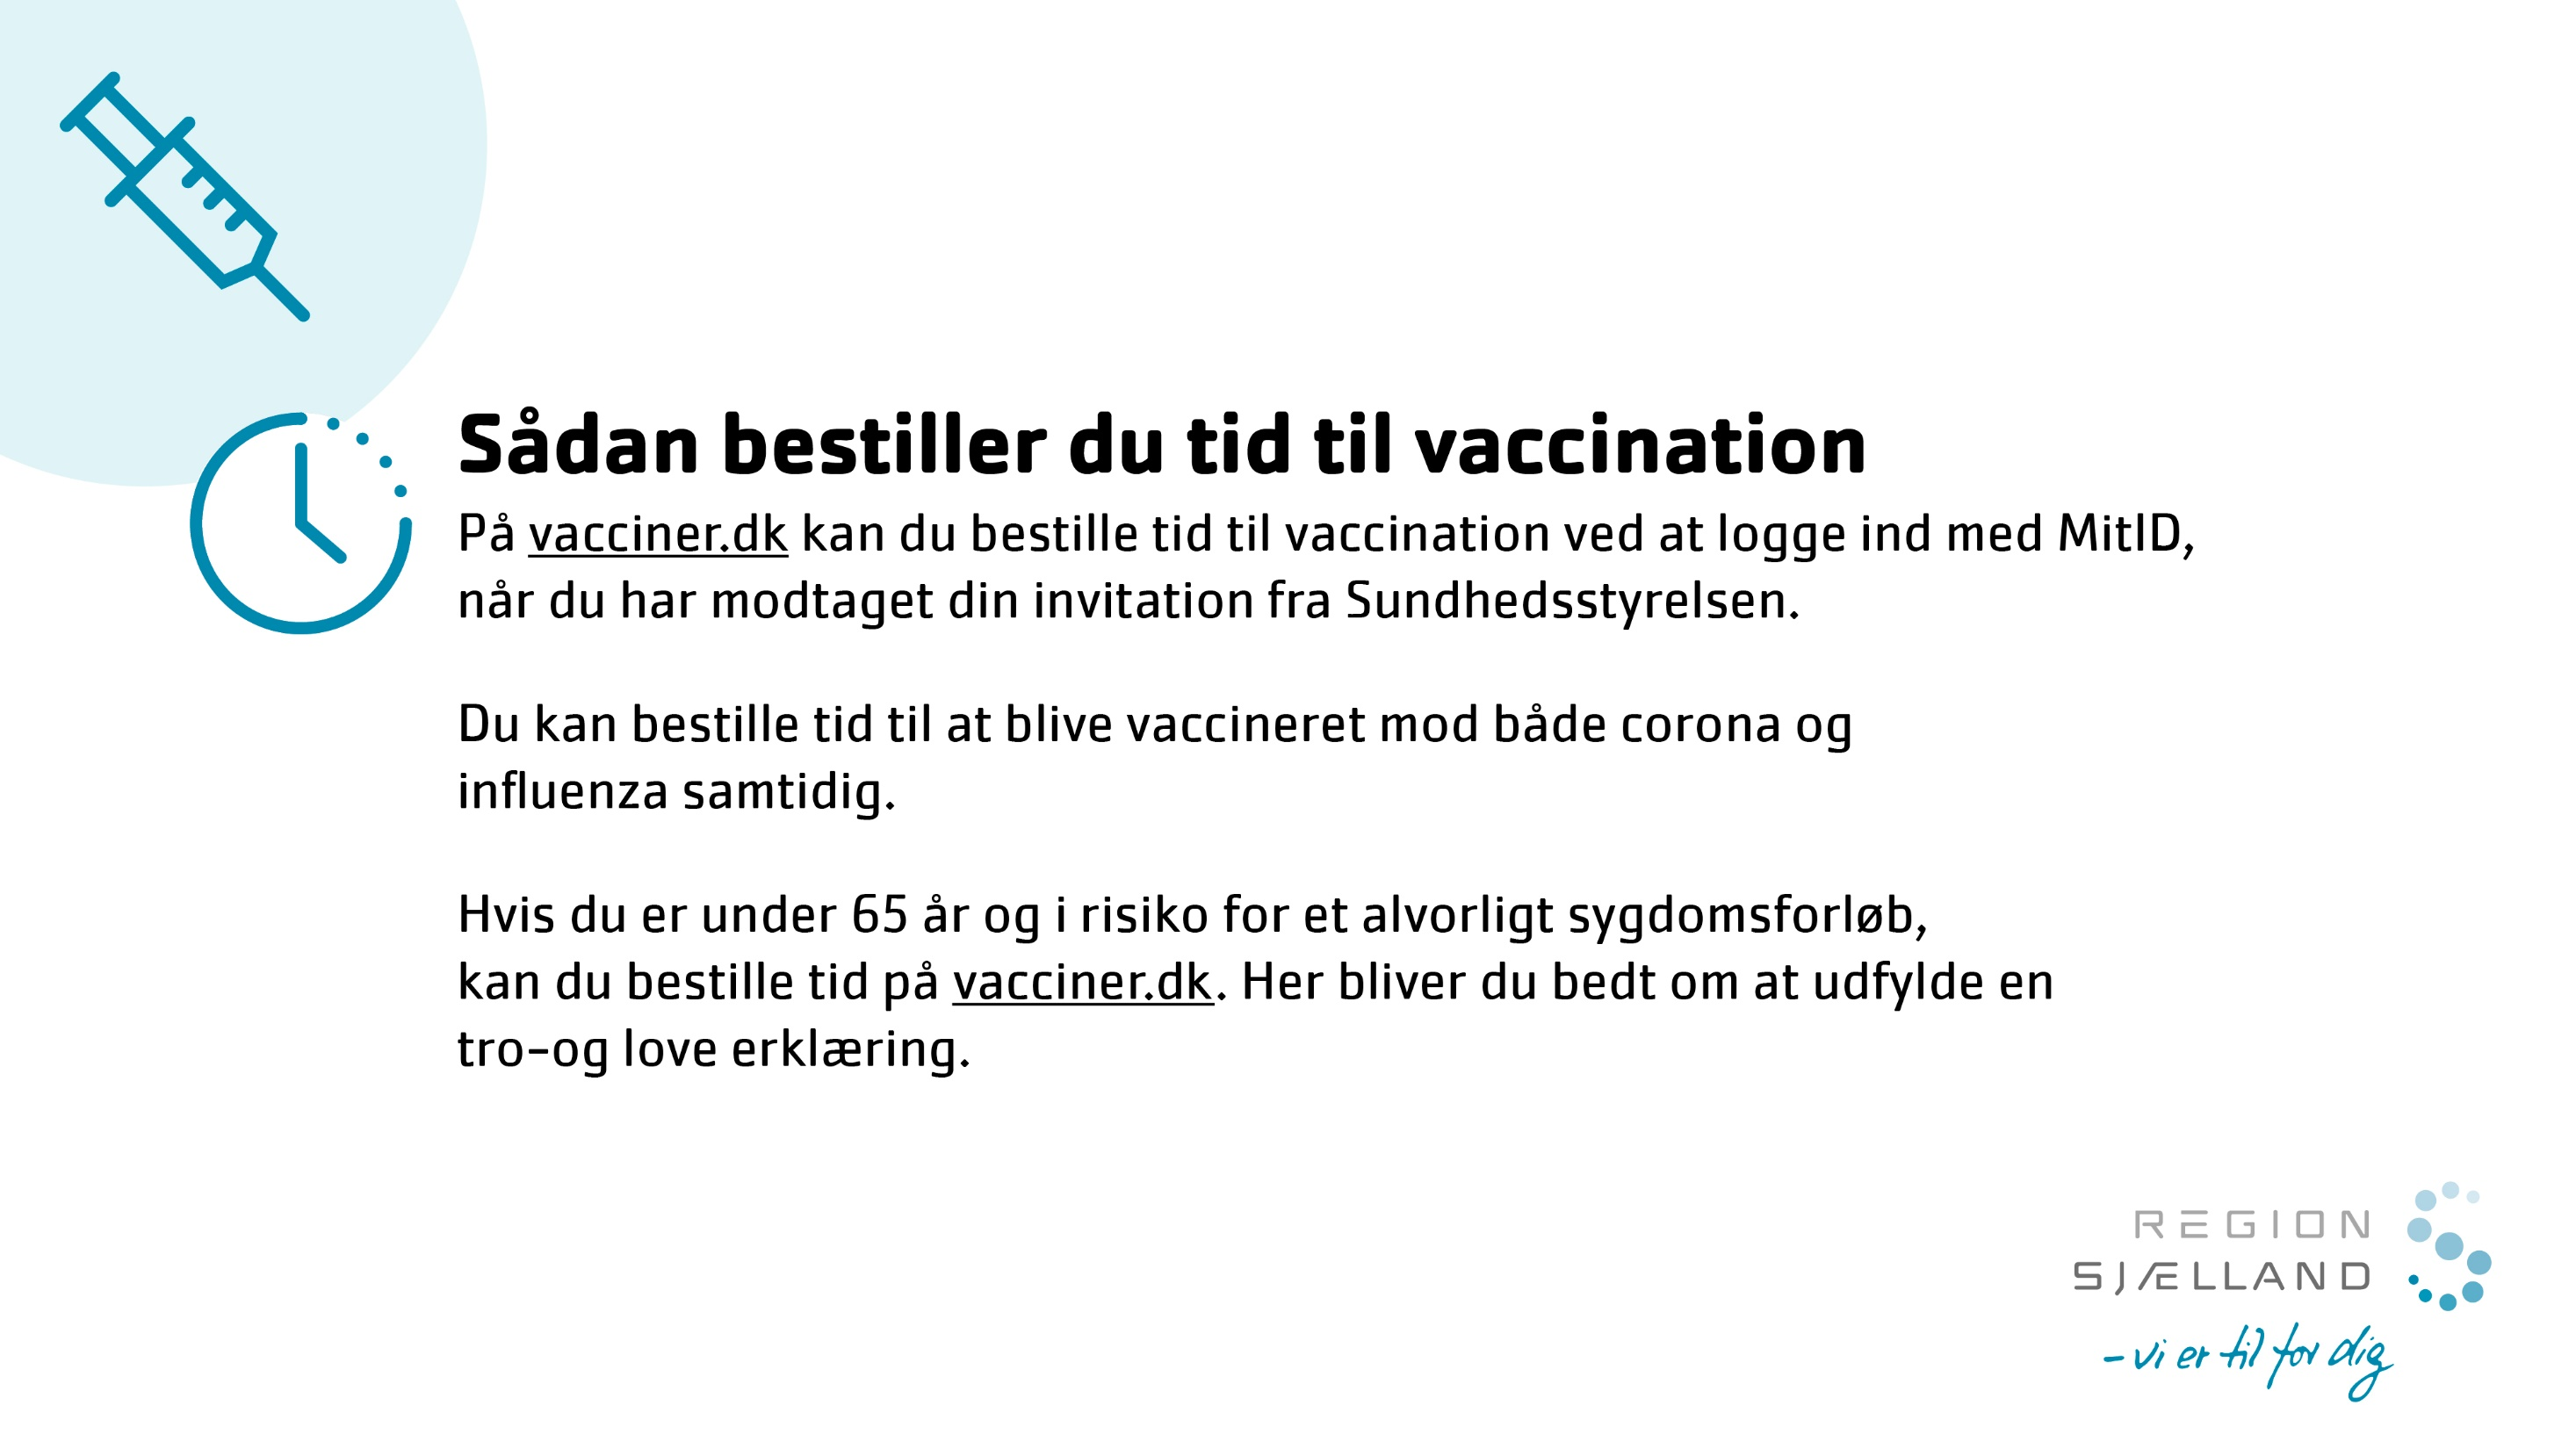 Sådan bestiller du tid til vaccination
På vacciner.dk kan du bestille tid til vaccination ved at logge ind med MitID,
når du har modtaget din invitation fra Sundhedsstyrelsen.
Du kan bestille tid til at blive vaccineret mod både corona og
influenza samtidig.
Hvis du er under 65 år og i risiko for et alvorligt sygdomsforløb,
kan du bestille tid på vacciner.dk. Her bliver du bedt om at udfylde en
tro-og love erklæring.
REGION
SJÆLLAND
- vi er til for dig